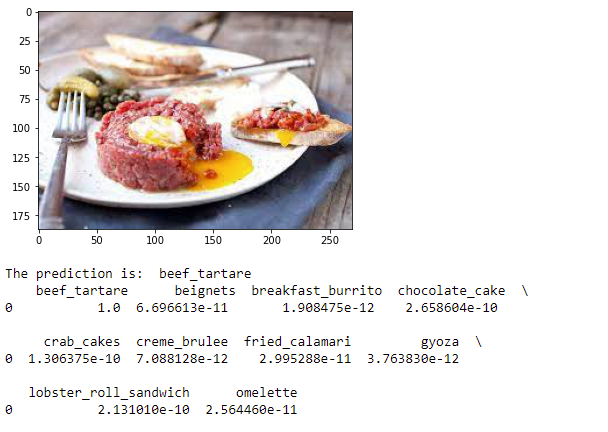 0
25
50
75
100
125
150
175
0 50 100 150 200 250
The prediction is:  beef_tartare
beef_tartare beignets breakfast_burrito chocolate_cake \
0 1.0 6.696613e-11 1.908475e-12 2.658604e-10
crab_cakes creme_brulee fried_calamari gyoza \
0 1.306375e-10 7.088128e-12 2.995288e-11 3.763830e-12
lobster_roll_sandwich omelette
0 2.131010e-10 2.564460e-11